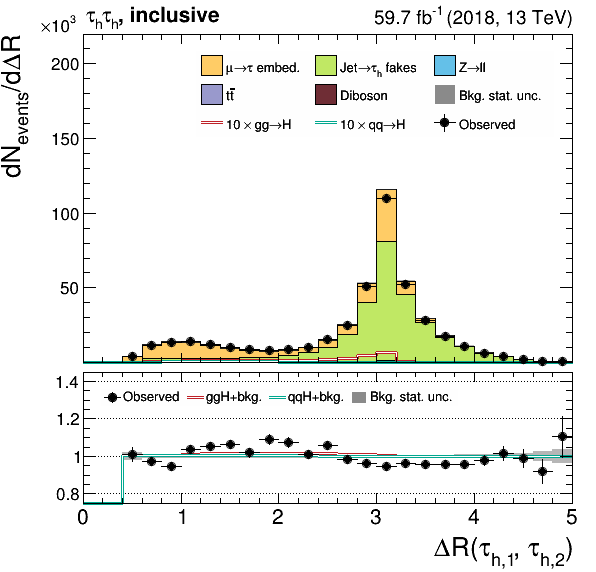 ×10³ τₕτₕ, inclusive 59.7 fb⁻¹ (2018, 13 TeV)
dN_events/dΔR
200
150
100
50
μ→τ embed. Jet→τₕ fakes Z→ll
tt̅ Diboson Bkg. stat. unc.
10 × gg→H 10 × qq→H Observed
1.4
1.2
1
0.8
Observed ggH+bkg. qqH+bkg. Bkg. stat. unc.
0 1 2 3 4 5
ΔR(τ_h,1, τ_h,2)